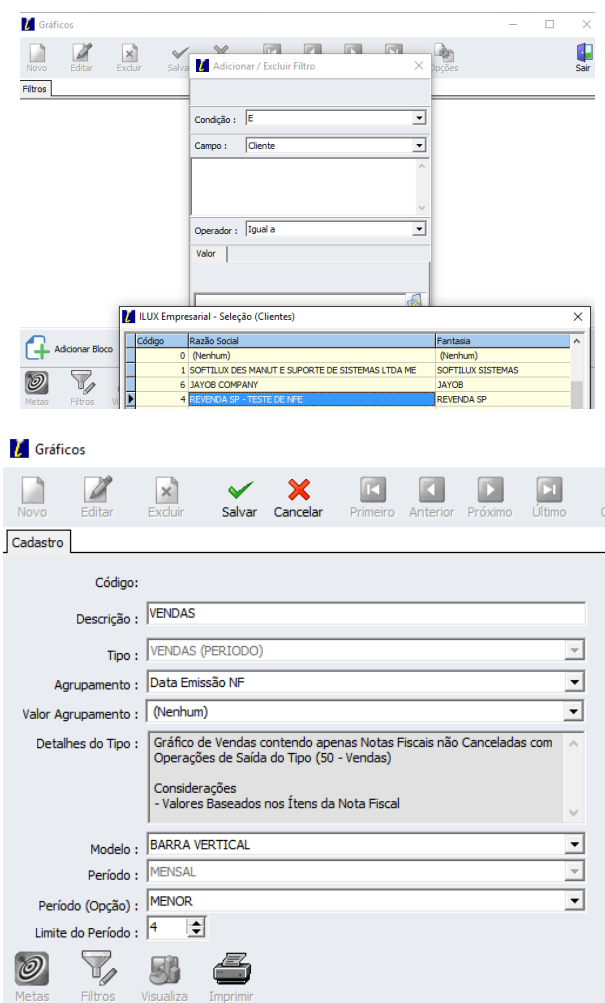 Gráficos
Novo Editar Excluir Salva Opções Sair
Adicionar / Excluir Filtro
Filtros
Condição : E
Campo : Cliente
Operador : Igual a
Valor
ILUX Empresarial - Seleção (Clientes)
Código Razão Social Fantasia
0 (Nenhum) (Nenhum)
1 SOFTILUX DES MANUT E SUPORTE DE SISTEMAS LTDA ME SOFTILUX SISTEMAS
6 JAYOB COMPANY JAYOB
4 REVENDA SP - TESTE DE NFE REVENDA SP
Adicionar Bloco
Metas Filtros
Gráficos
Novo Editar Excluir Salvar Cancelar Primeiro Anterior Próximo Último
Cadastro
Código:
Descrição : VENDAS
Tipo : VENDAS (PERIODO)
Agrupamento : Data Emissão NF
Valor Agrupamento : (Nenhum)
Detalhes do Tipo : Gráfico de Vendas contendo apenas Notas Fiscais não Canceladas com
Operações de Saída do Tipo (50 - Vendas)
Considerações
- Valores Baseados nos Ítens da Nota Fiscal
Modelo : BARRA VERTICAL
Período : MENSAL
Período (Opção) : MENOR
Limite do Período : 4
Metas Filtros Visualiza Imprimir